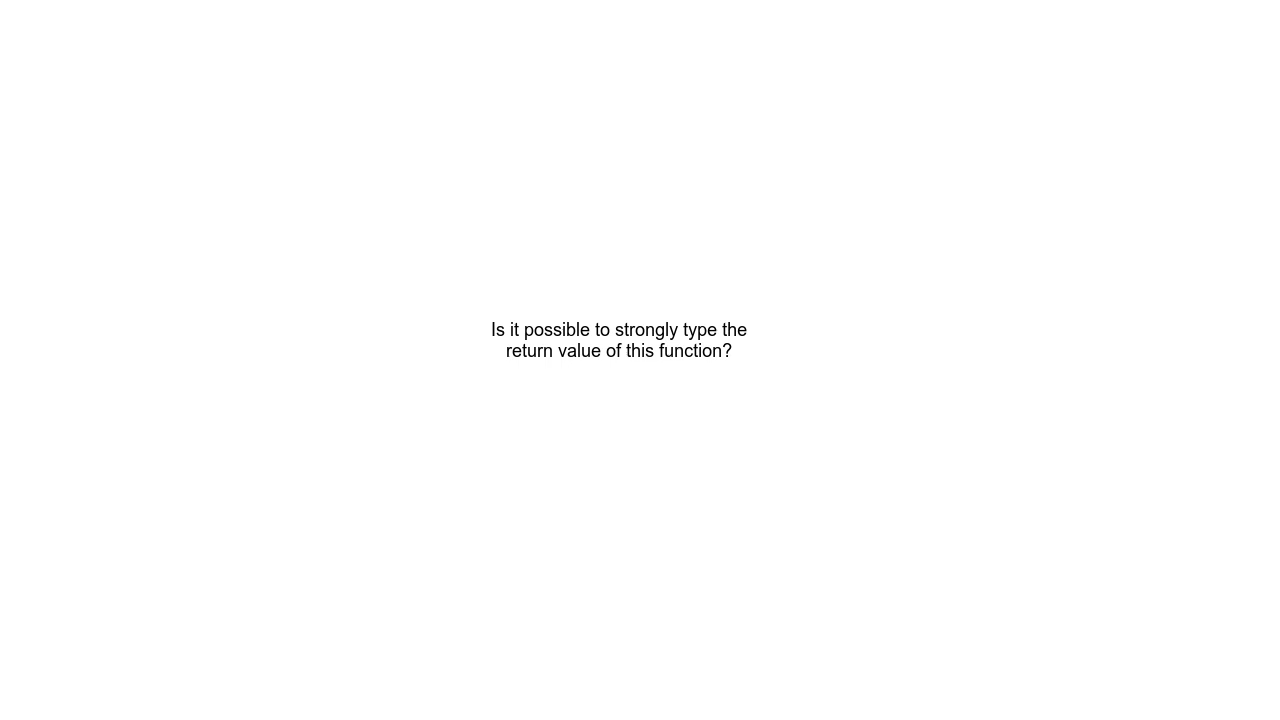 Is it possible to strongly type the
return value of this function?